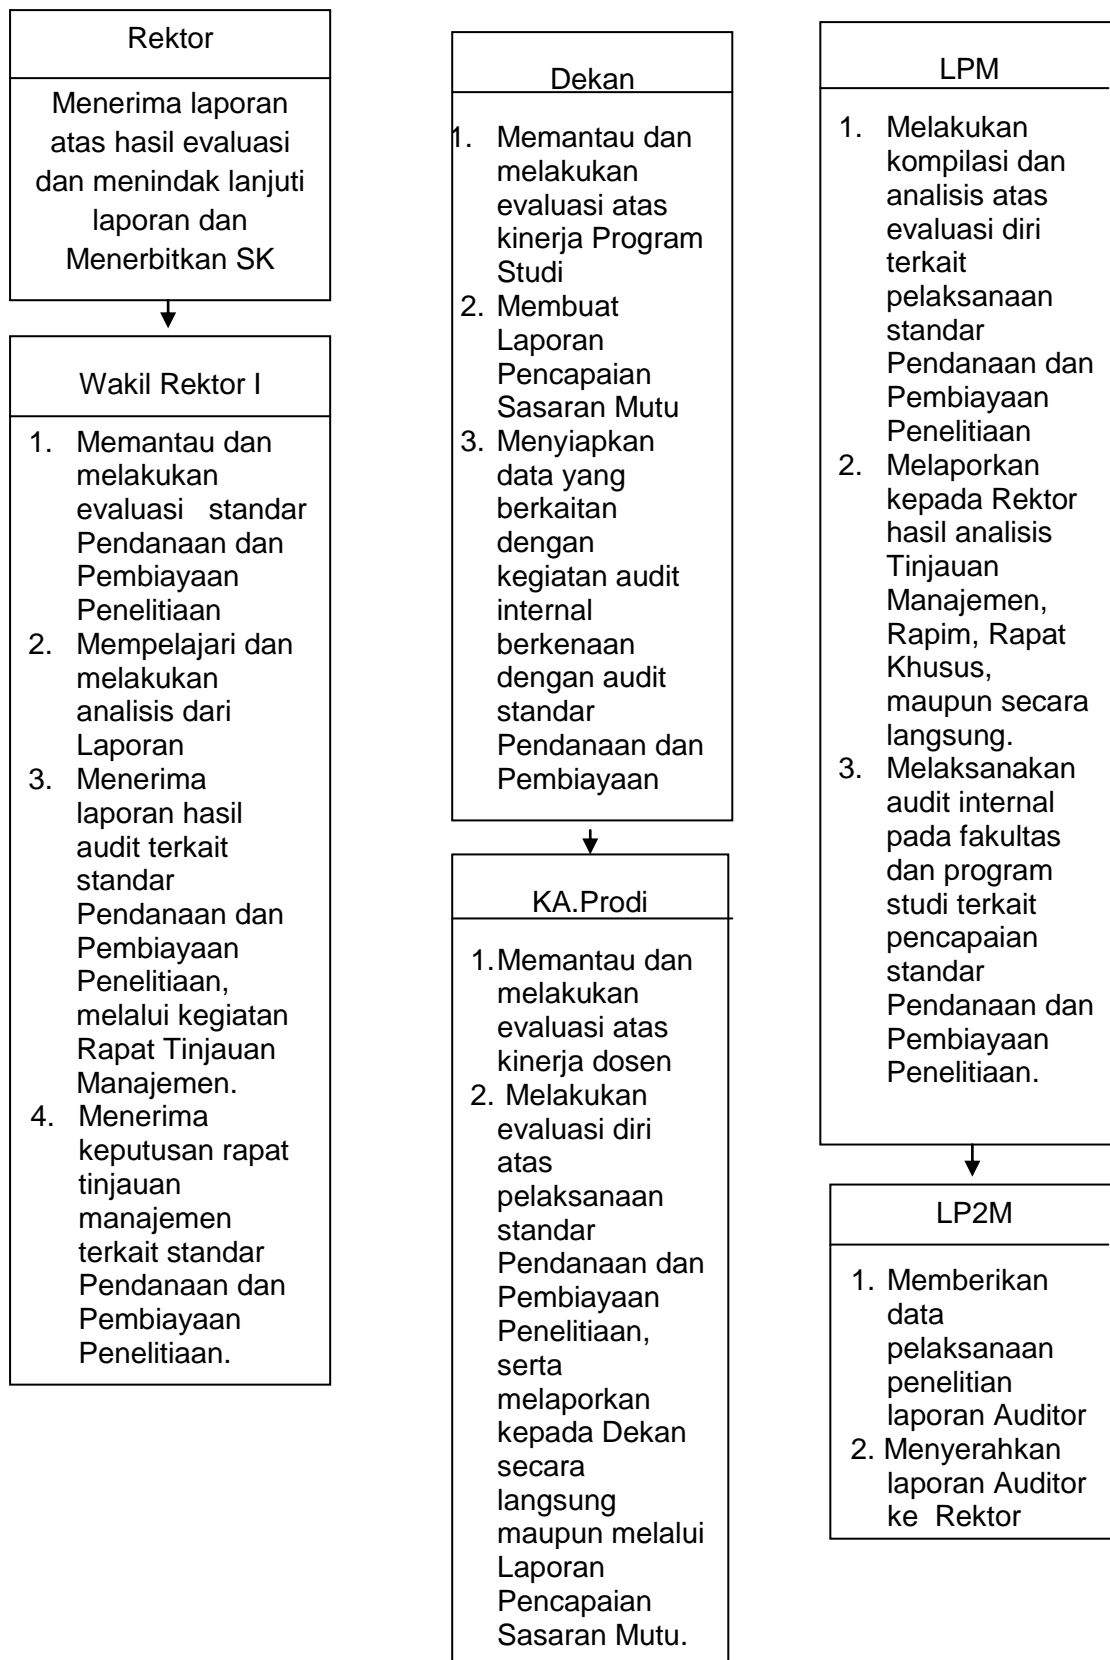 Rektor
Menerima laporan
atas hasil evaluasi
dan menindak lanjuti
laporan dan
Menerbitkan SK
Wakil Rektor I
1. Memantau dan
melakukan
evaluasi standar
Pendanaan dan
Pembiayaan
Penelitiaan
2. Mempelajari dan
melakukan
analisis dari
Laporan
3. Menerima
laporan hasil
audit terkait
standar
Pendanaan dan
Pembiayaan
Penelitiaan,
melalui kegiatan
Rapat Tinjauan
Manajemen.
4. Menerima
keputusan rapat
tinjauan
manajemen
terkait standar
Pendanaan dan
Pembiayaan
Penelitiaan.
Dekan
1. Memantau dan
melakukan
evaluasi atas
kinerja Program
Studi
2. Membuat
Laporan
Pencapaian
Sasaran Mutu
3. Menyiapkan
data yang
berkaitan
dengan
kegiatan audit
internal
berkenaan
dengan audit
standar
Pendanaan dan
Pembiayaan
KA.Prodi
1.Memantau dan
melakukan
evaluasi atas
kinerja dosen
2. Melakukan
evaluasi diri
atas
pelaksanaan
standar
Pendanaan dan
Pembiayaan
Penelitiaan,
serta
melaporkan
kepada Dekan
secara
langsung
maupun melalui
Laporan
Pencapaian
Sasaran Mutu.
LPM
1. Melakukan
kompilasi dan
analisis atas
evaluasi diri
terkait
pelaksanaan
standar
Pendanaan dan
Pembiayaan
Penelitiaan
2. Melaporkan
kepada Rektor
hasil analisis
Tinjauan
Manajemen,
Rapim, Rapat
Khusus,
maupun secara
langsung.
3. Melaksanakan
audit internal
pada fakultas
dan program
studi terkait
pencapaian
standar
Pendanaan dan
Pembiayaan
Penelitiaan.
LP2M
1. Memberikan
data
pelaksanaan
penelitian
laporan Auditor
2. Menyerahkan
laporan Auditor
ke Rektor